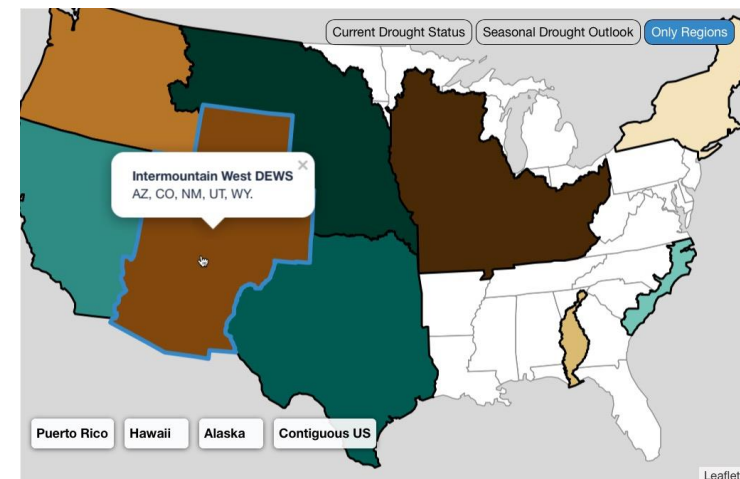 Current Drought Status
Seasonal Drought Outlook
Only Regions
×
Intermountain West DEWS
AZ, CO, NM, UT, WY.
Puerto Rico
Hawaii
Alaska
Contiguous US
Leaflet